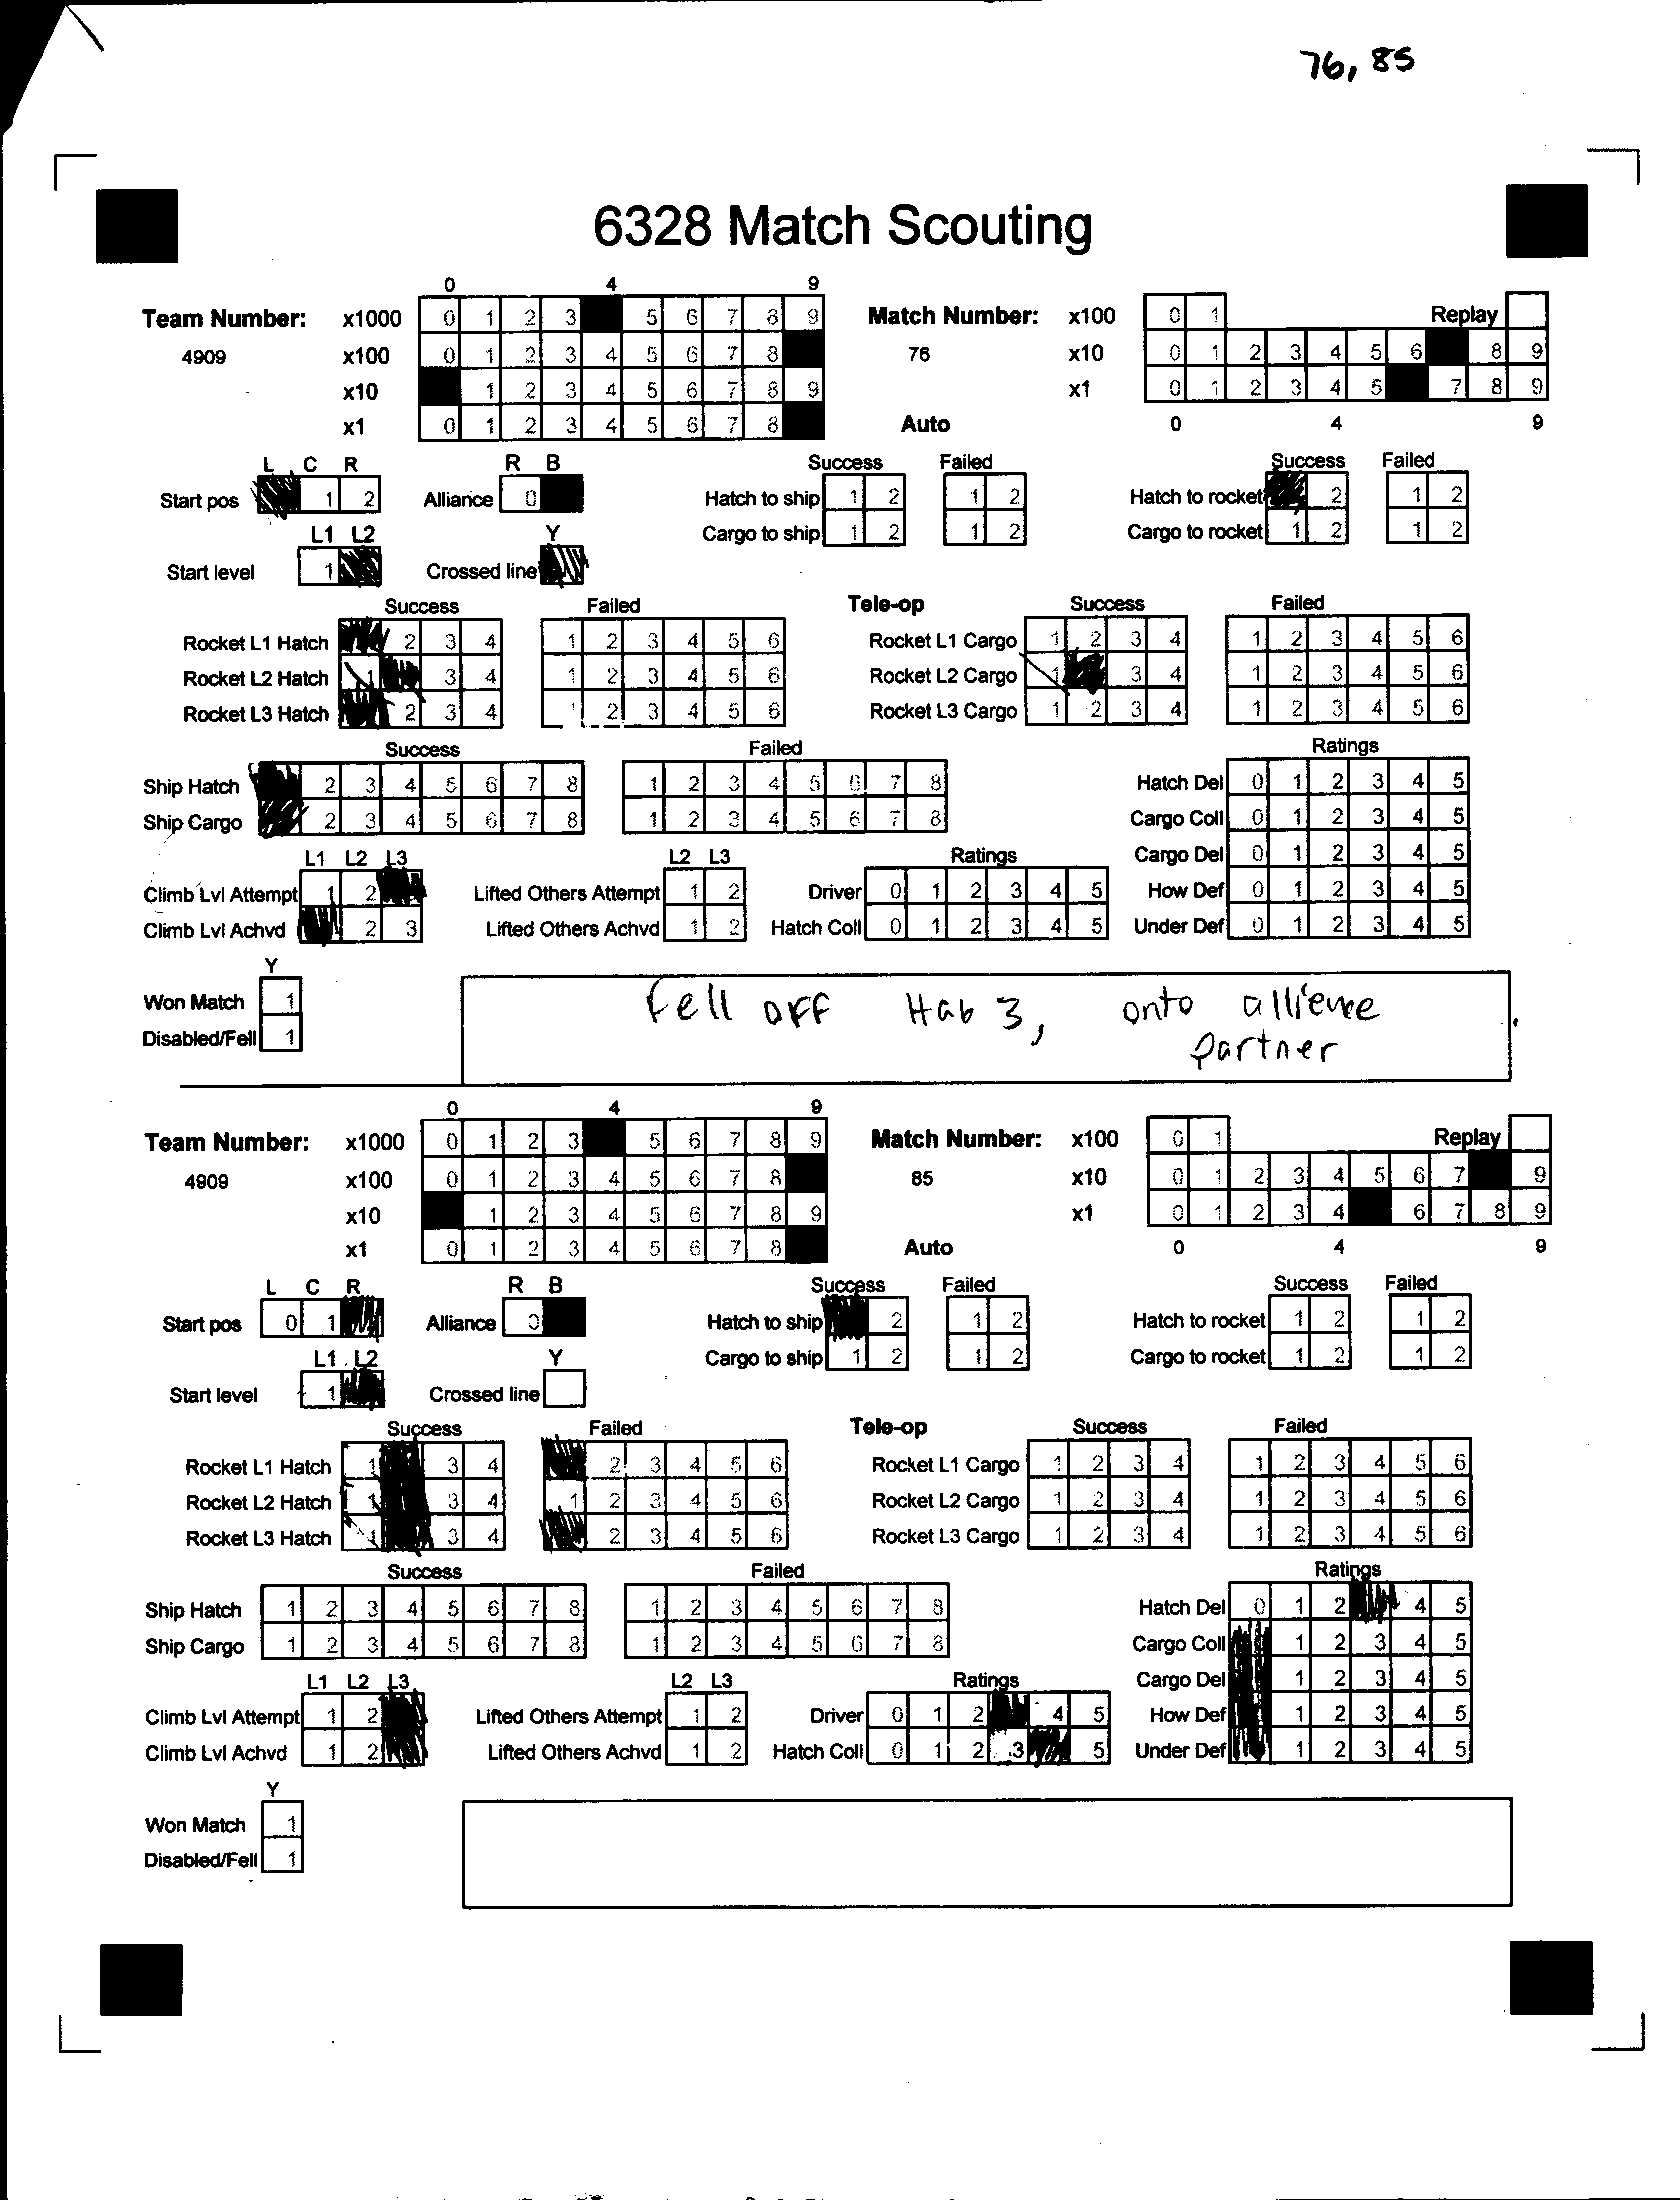 76, 85
6328 Match Scouting
0 4 9
Team Number: x1000 0 1 2 3 5 6 7 8 9 Match Number: x100 0 1 Replay
4909 x100 0 1 2 3 4 5 6 7 8 76 x10 0 1 2 3 4 5 6 8 9
x10 1 2 3 4 5 6 7 8 9 x1 0 1 2 3 4 5 7 8 9
x1 0 1 2 3 4 5 6 7 8 Auto 0 4 9
L C R R B Success Failed Success Failed
Start pos 1 2 Alliance 0 Hatch to ship 1 2 1 2 Hatch to rocket 2 1 2
L1 L2 Y Cargo to ship 1 2 1 2 Cargo to rocket 1 2 1 2
Start level 1 Crossed line
Success Failed Tele-op Success Failed
Rocket L1 Hatch 2 3 4 1 2 3 4 5 6 Rocket L1 Cargo 1 2 3 4 1 2 3 4 5 6
Rocket L2 Hatch 1 3 4 1 2 3 4 5 6 Rocket L2 Cargo 1 3 4 1 2 3 4 5 6
Rocket L3 Hatch 2 3 4 1 2 3 4 5 6 Rocket L3 Cargo 1 2 3 4 1 2 3 4 5 6
Success Failed Ratings
Ship Hatch 2 3 4 5 6 7 8 1 2 3 4 5 6 7 8 Hatch Del 0 1 2 3 4 5
Ship Cargo 2 3 4 5 6 7 8 1 2 3 4 5 6 7 8 Cargo Coll 0 1 2 3 4 5
L1 L2 L3 L2 L3 Ratings Cargo Del 0 1 2 3 4 5
Climb Lvl Attempt 1 2 Lifted Others Attempt 1 2 Driver 0 1 2 3 4 5 How Def 0 1 2 3 4 5
Climb Lvl Achvd 2 3 Lifted Others Achvd 1 2 Hatch Coll 0 1 2 3 4 5 Under Def 0 1 2 3 4 5
Y
Won Match 1 Fell off Hab 3, onto allience
Disabled/Fell 1 partner
0 4 9
Team Number: x1000 0 1 2 3 5 6 7 8 9 Match Number: x100 0 1 Replay
4909 x100 0 1 2 3 4 5 6 7 8 85 x10 0 1 2 3 4 5 6 7 9
x10 1 2 3 4 5 6 7 8 9 x1 0 1 2 3 4 6 7 8 9
x1 0 1 2 3 4 5 6 7 8 Auto 0 4 9
L C R R B Success Failed Success Failed
Start pos 0 1 Alliance 0 Hatch to ship 2 1 2 Hatch to rocket 1 2 1 2
L1 L2 Y Cargo to ship 1 2 1 2 Cargo to rocket 1 2 1 2
Start level 1 Crossed line
Success Failed Tele-op Success Failed
Rocket L1 Hatch 1 3 4 2 3 4 5 6 Rocket L1 Cargo 1 2 3 4 1 2 3 4 5 6
Rocket L2 Hatch 1 3 4 1 2 3 4 5 6 Rocket L2 Cargo 1 2 3 4 1 2 3 4 5 6
Rocket L3 Hatch 1 3 4 2 3 4 5 6 Rocket L3 Cargo 1 2 3 4 1 2 3 4 5 6
Success Failed Ratings
Ship Hatch 1 2 3 4 5 6 7 8 1 2 3 4 5 6 7 8 Hatch Del 0 1 2 4 5
Ship Cargo 1 2 3 4 5 6 7 8 1 2 3 4 5 6 7 8 Cargo Coll 1 2 3 4 5
L1 L2 L3 L2 L3 Ratings Cargo Del 1 2 3 4 5
Climb Lvl Attempt 1 2 Lifted Others Attempt 1 2 Driver 0 1 2 4 5 How Def 1 2 3 4 5
Climb Lvl Achvd 1 2 Lifted Others Achvd 1 2 Hatch Coll 0 1 2 3 5 Under Def 1 2 3 4 5
Y
Won Match 1
Disabled/Fell 1